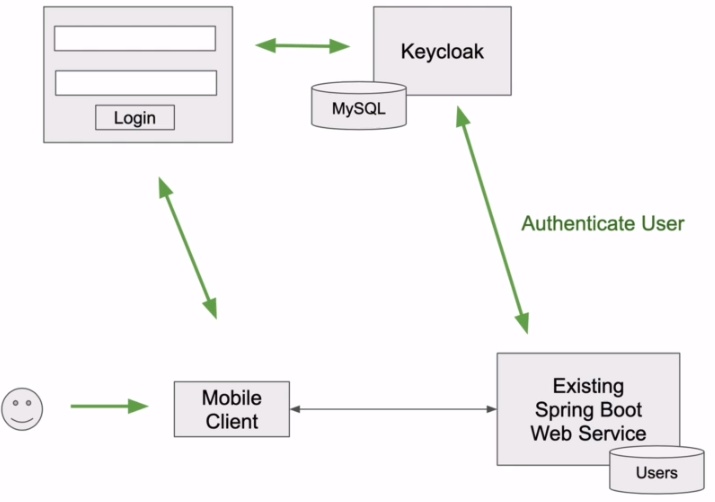 Keycloak
MySQL
Login
Authenticate User
Mobile
Client
Existing
Spring Boot
Web Service
Users